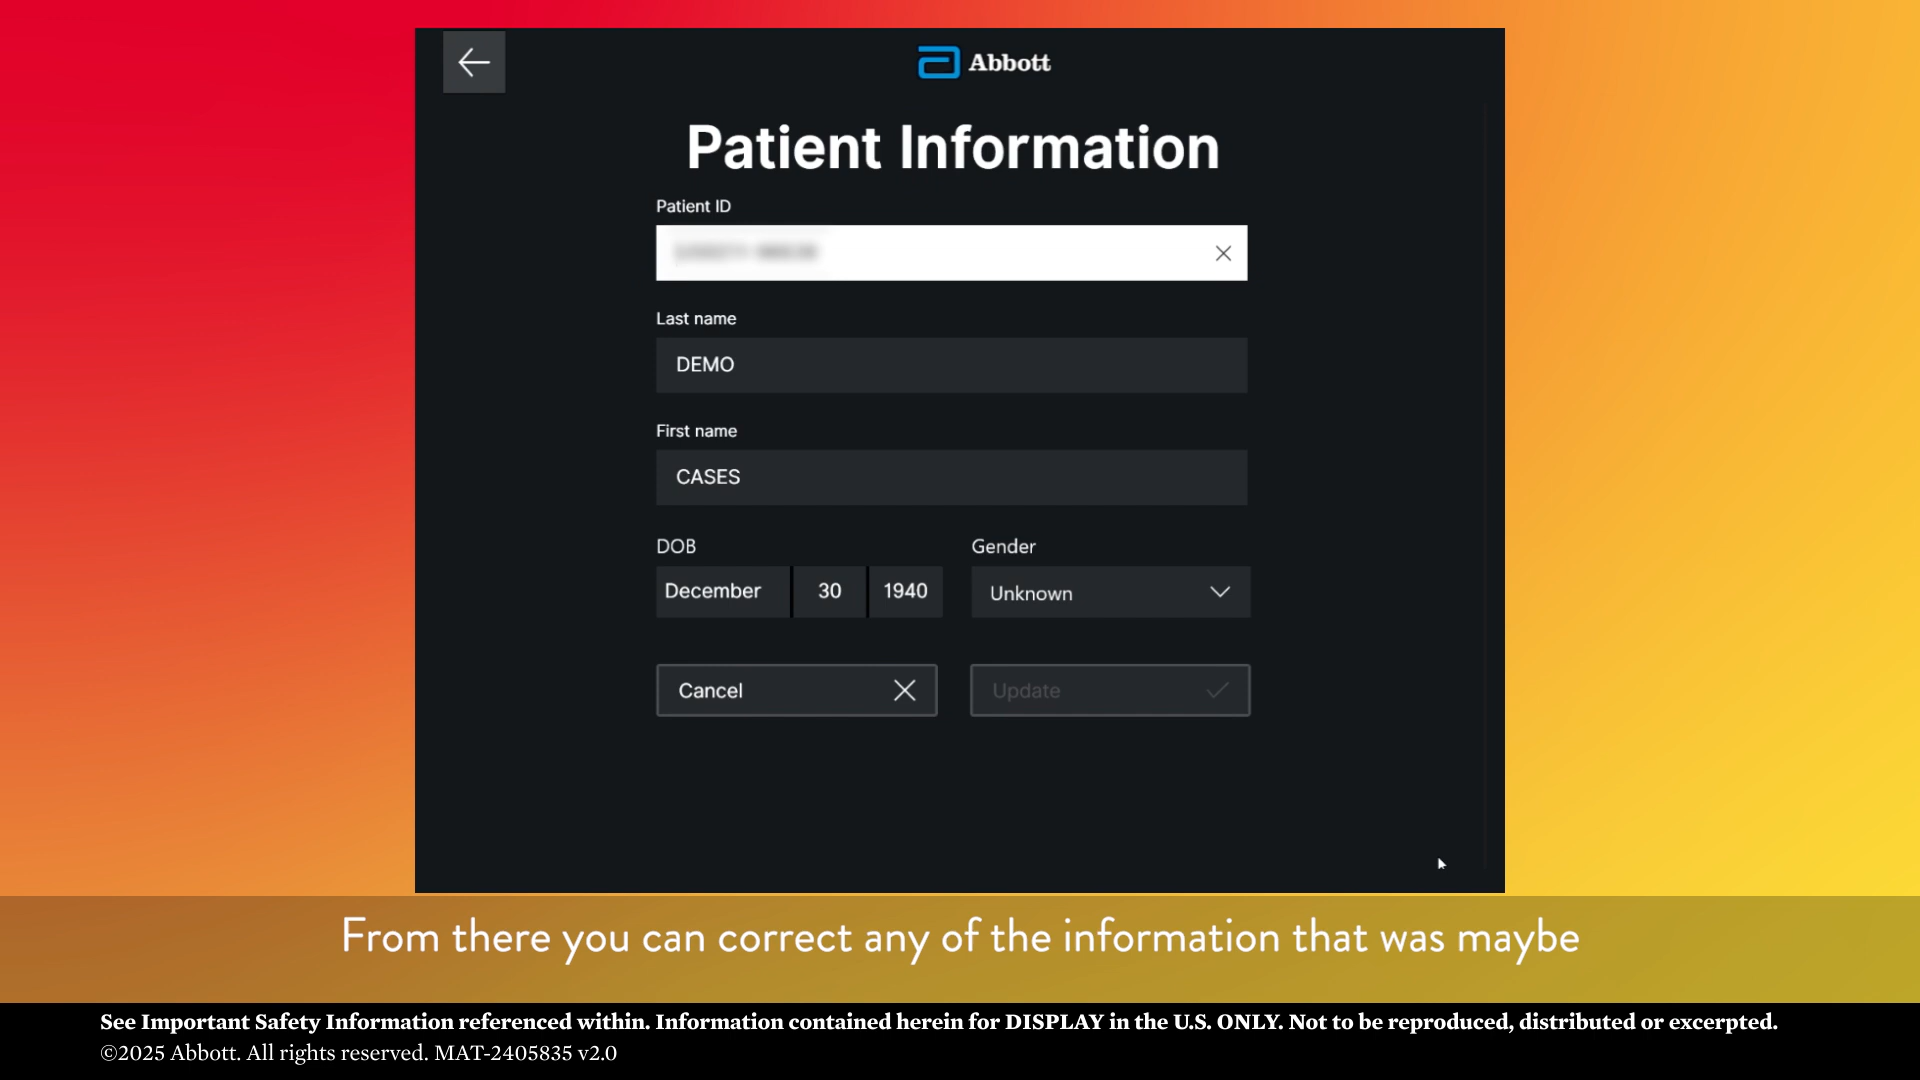 Abbott
Patient Information
Patient ID
Last name
DEMO
First name
CASES
DOB
Gender
December 30 1940
Unknown
Cancel
Update
From there you can correct any of the information that was maybe
See Important Safety Information referenced within. Information contained herein for DISPLAY in the U.S. ONLY. Not to be reproduced, distributed or excerpted.
©2025 Abbott. All rights reserved. MAT-2405835 v2.0